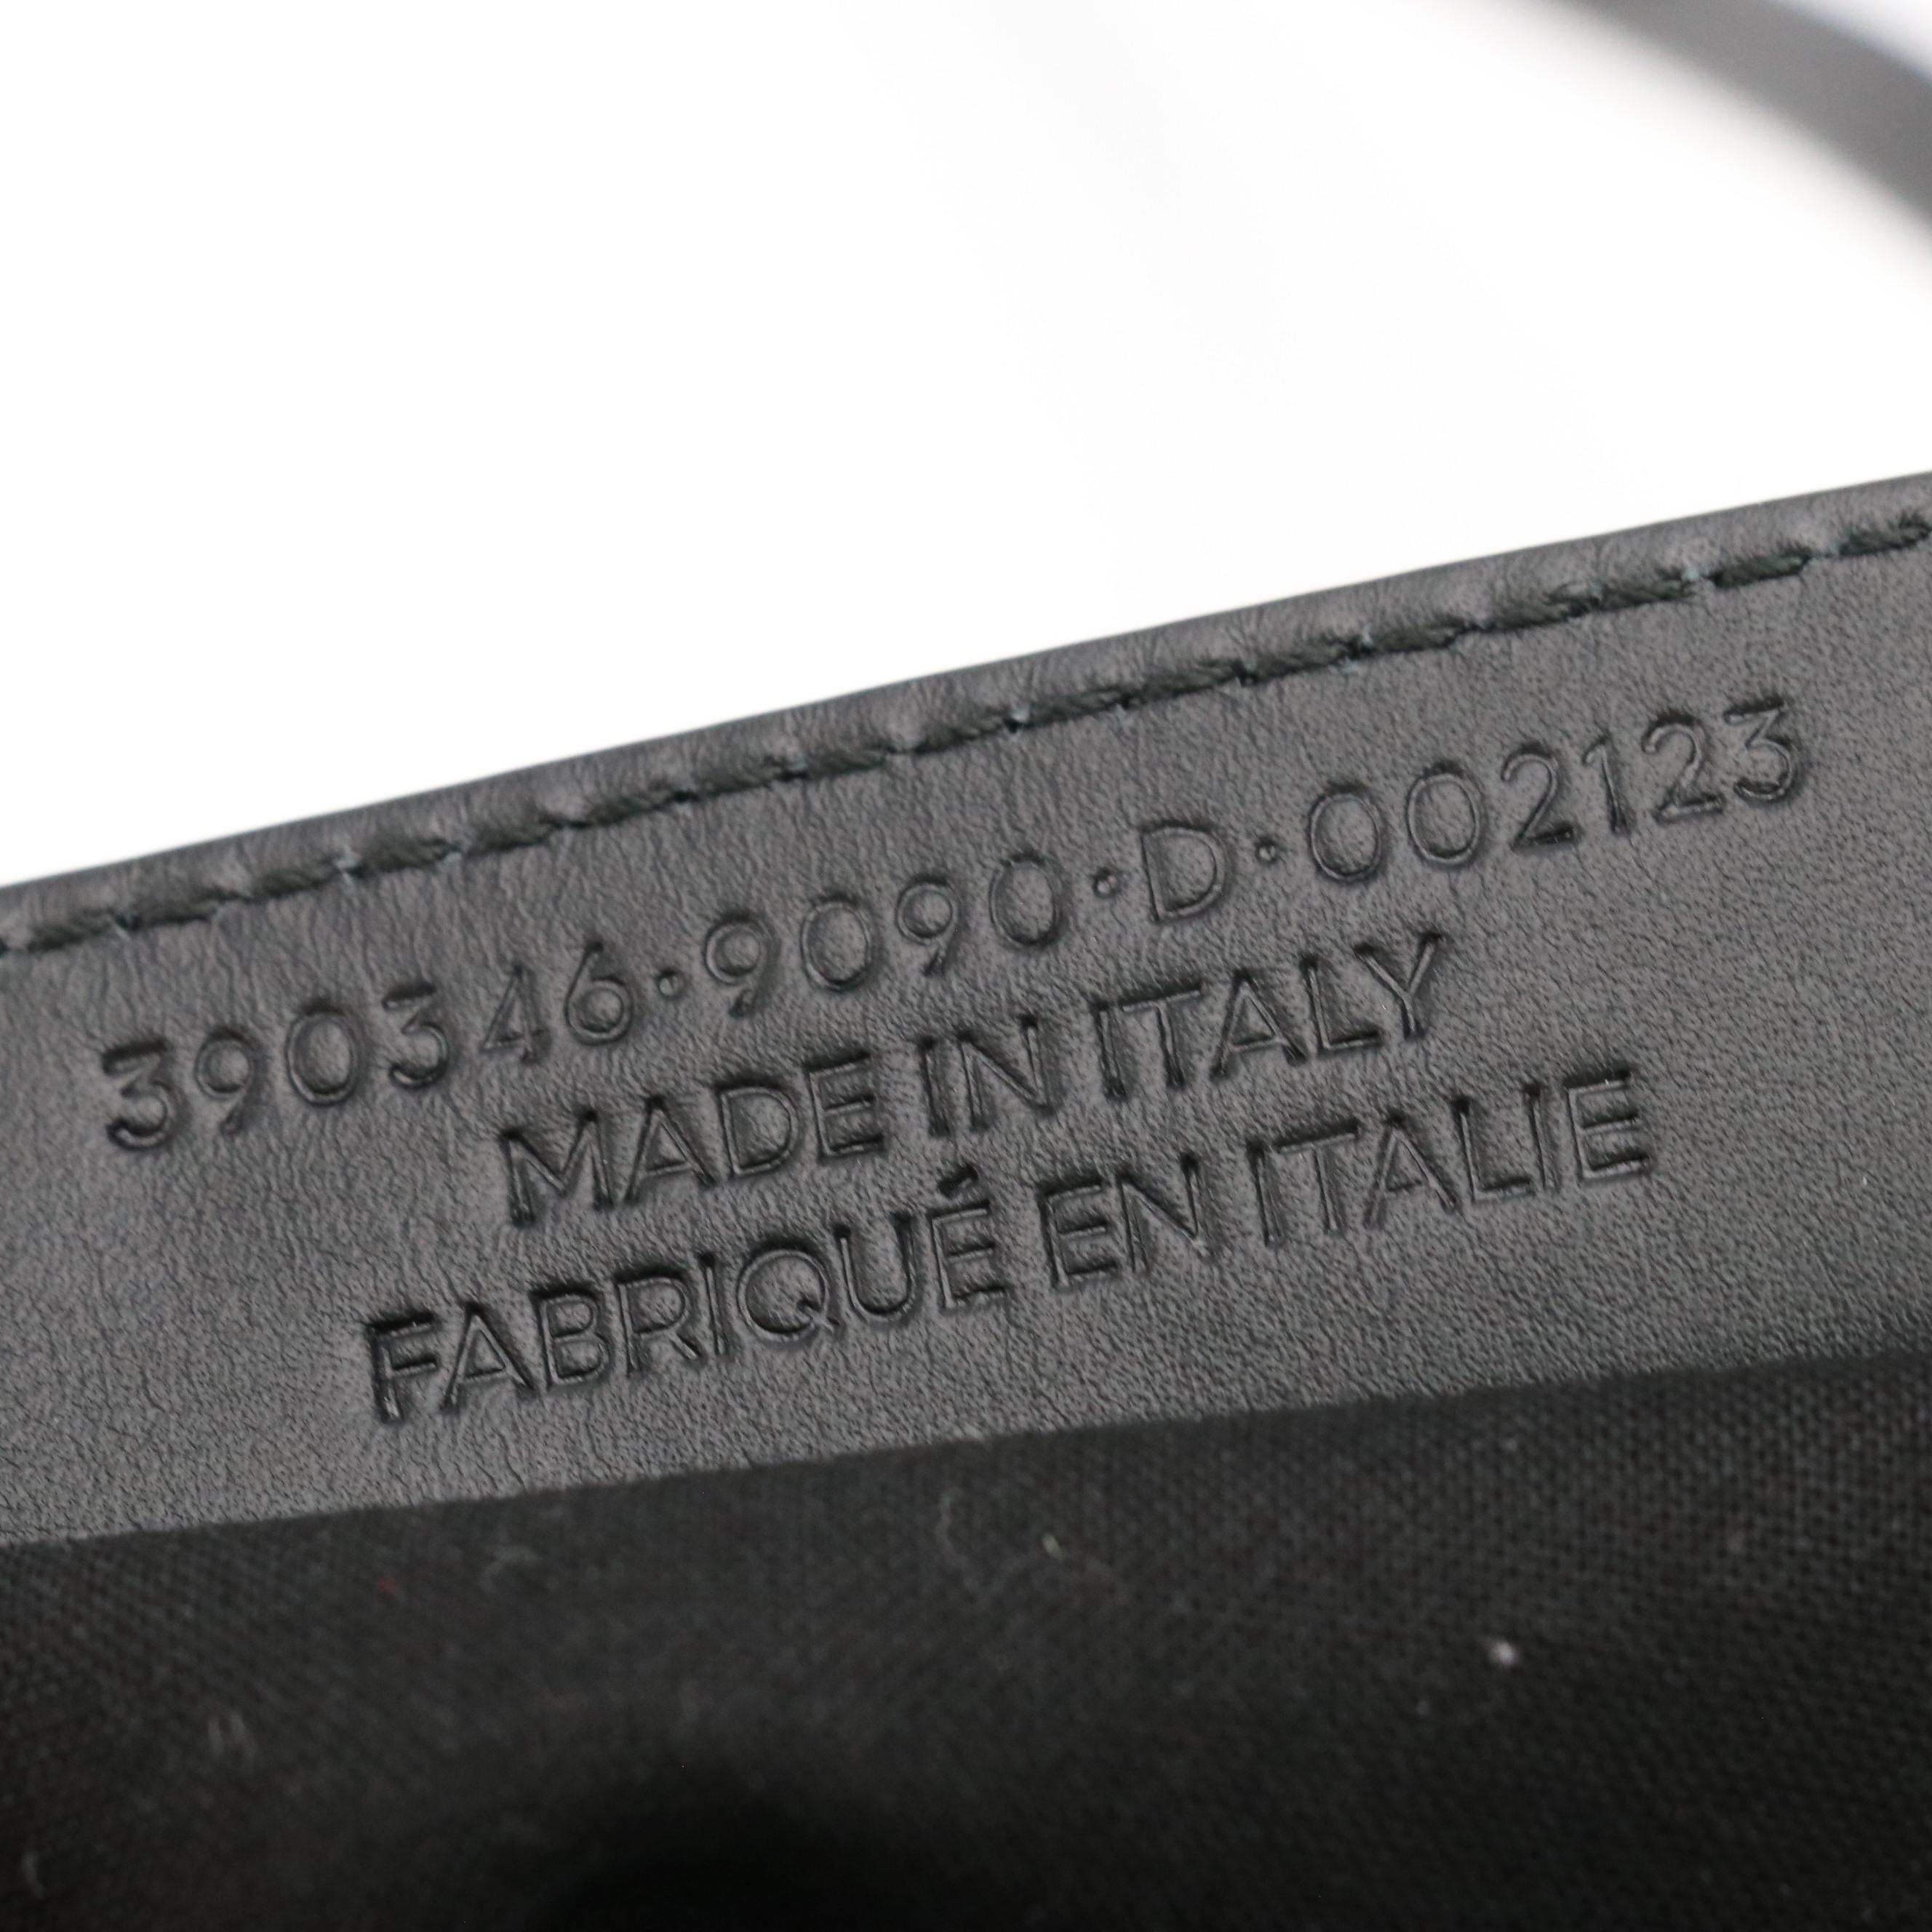 390346·9090·D·002123
MADE IN ITALY
FABRIQUÉ EN ITALIE